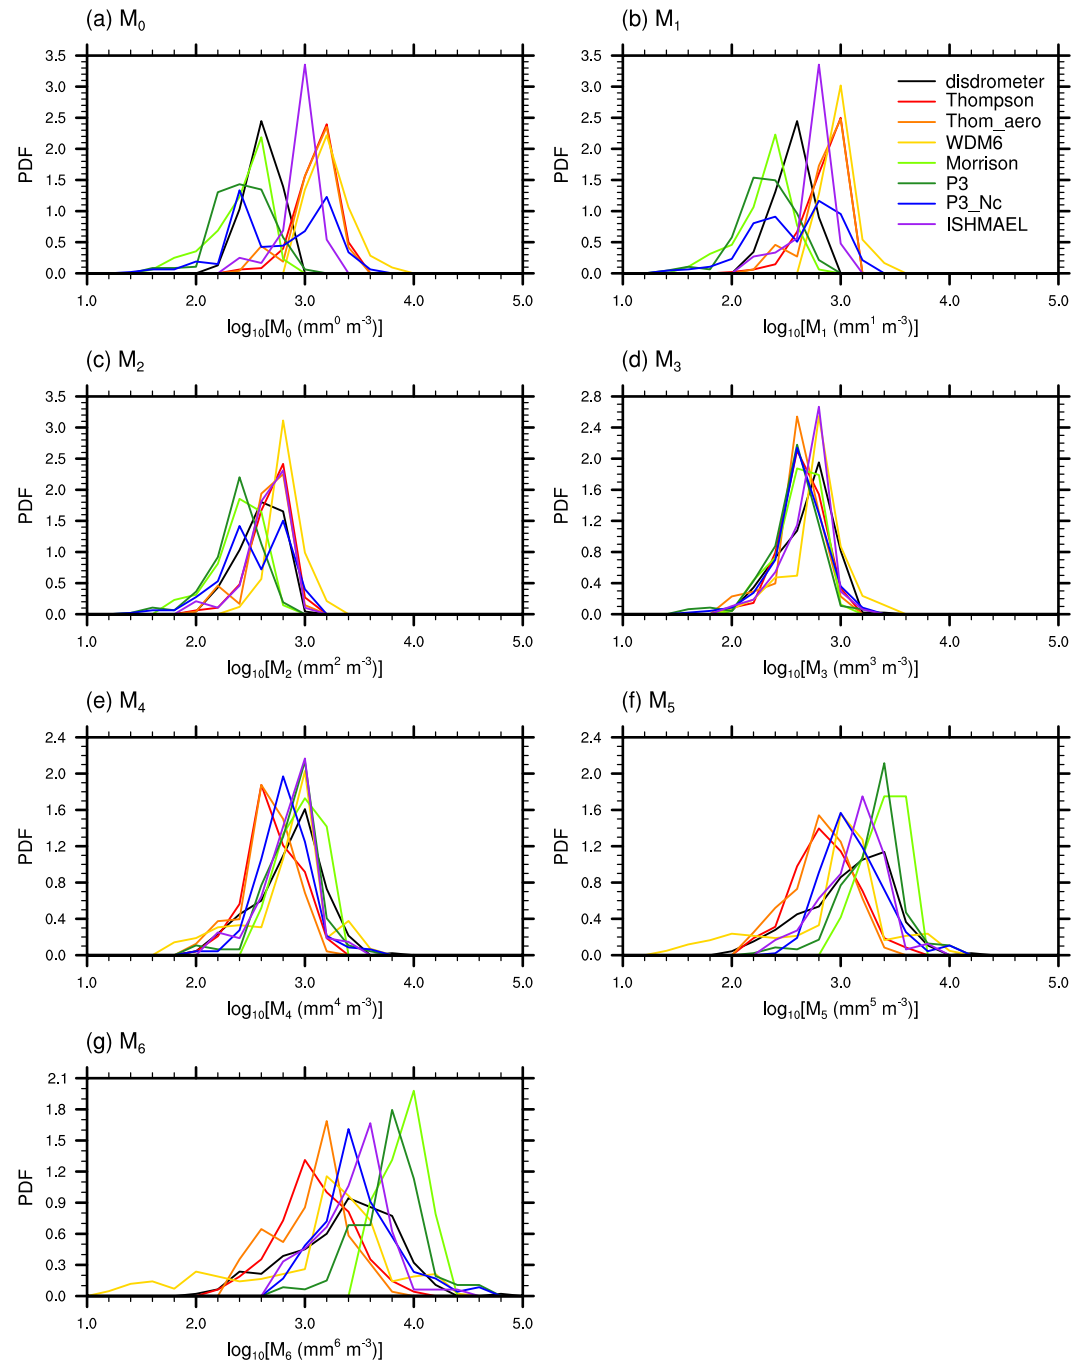 (a) M₀
3.5
3.0
2.5
2.0
1.5
1.0
0.5
0.0
PDF
1.0 2.0 3.0 4.0 5.0
log₁₀[M₀ (mm⁰ m⁻³)]
(b) M₁
3.5
3.0
2.5
2.0
1.5
1.0
0.5
0.0
PDF
disdrometer
Thompson
Thom_aero
WDM6
Morrison
P3
P3_Nc
ISHMAEL
1.0 2.0 3.0 4.0 5.0
log₁₀[M₁ (mm¹ m⁻³)]
(c) M₂
3.5
3.0
2.5
2.0
1.5
1.0
0.5
0.0
PDF
1.0 2.0 3.0 4.0 5.0
log₁₀[M₂ (mm² m⁻³)]
(d) M₃
2.8
2.4
2.0
1.6
1.2
0.8
0.4
0.0
PDF
1.0 2.0 3.0 4.0 5.0
log₁₀[M₃ (mm³ m⁻³)]
(e) M₄
2.4
2.0
1.6
1.2
0.8
0.4
0.0
PDF
1.0 2.0 3.0 4.0 5.0
log₁₀[M₄ (mm⁴ m⁻³)]
(f) M₅
2.4
2.0
1.6
1.2
0.8
0.4
0.0
PDF
1.0 2.0 3.0 4.0 5.0
log₁₀[M₅ (mm⁵ m⁻³)]
(g) M₆
2.1
1.8
1.5
1.2
0.9
0.6
0.3
0.0
PDF
1.0 2.0 3.0 4.0 5.0
log₁₀[M₆ (mm⁶ m⁻³)]